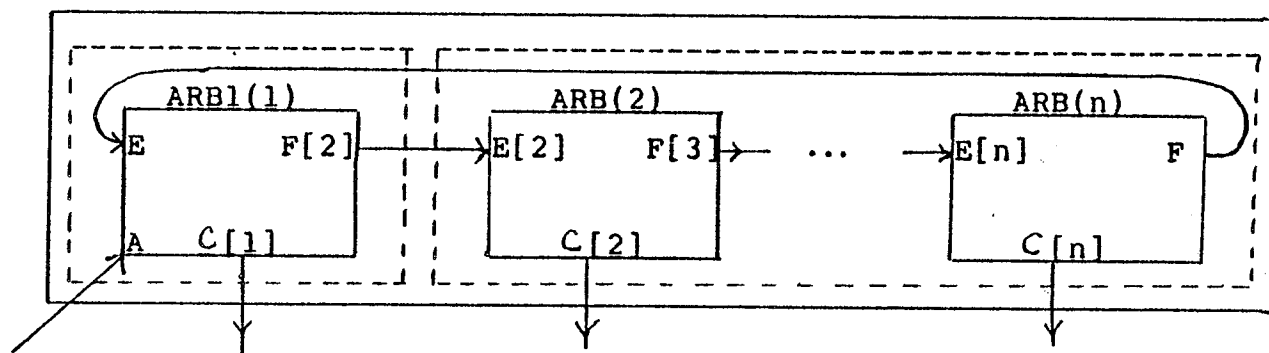 ARB1(1) ARB(2) ARB(n)
E F[2] E[2] F[3] ... E[n] F
A C[1] C[2] C[n]